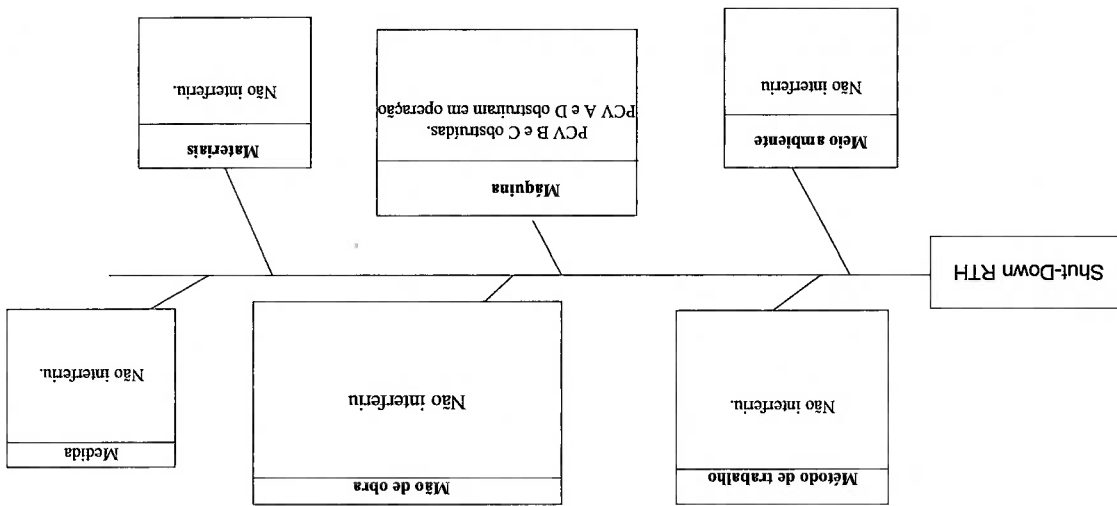 Método de trabalho
Não interferiu.
Mão de obra
Não interferiu
Medida
Não interferiu.
Shut-Down RTH
Meio ambiente
Não interferiu
Máquina
PCV B e C obstruídas.
PCV A e D obstruíram em operação
Materiais
Não interferiu.